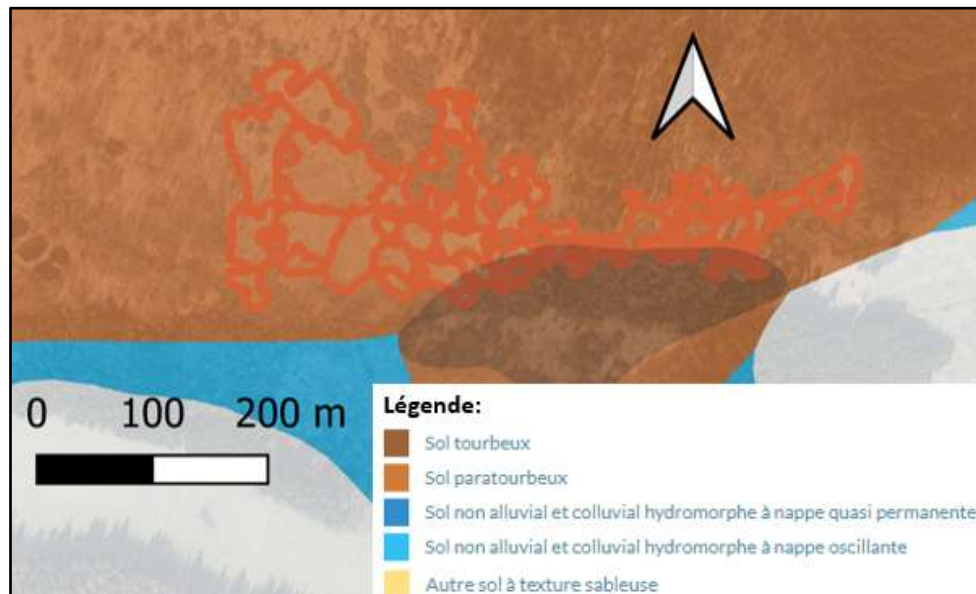 0 100 200 m
Légende:
Sol tourbeux
Sol paratourbeux
Sol non alluvial et colluvial hydromorphe à nappe quasi permanente
Sol non alluvial et colluvial hydromorphe à nappe oscillante
Autre sol à texture sableuse